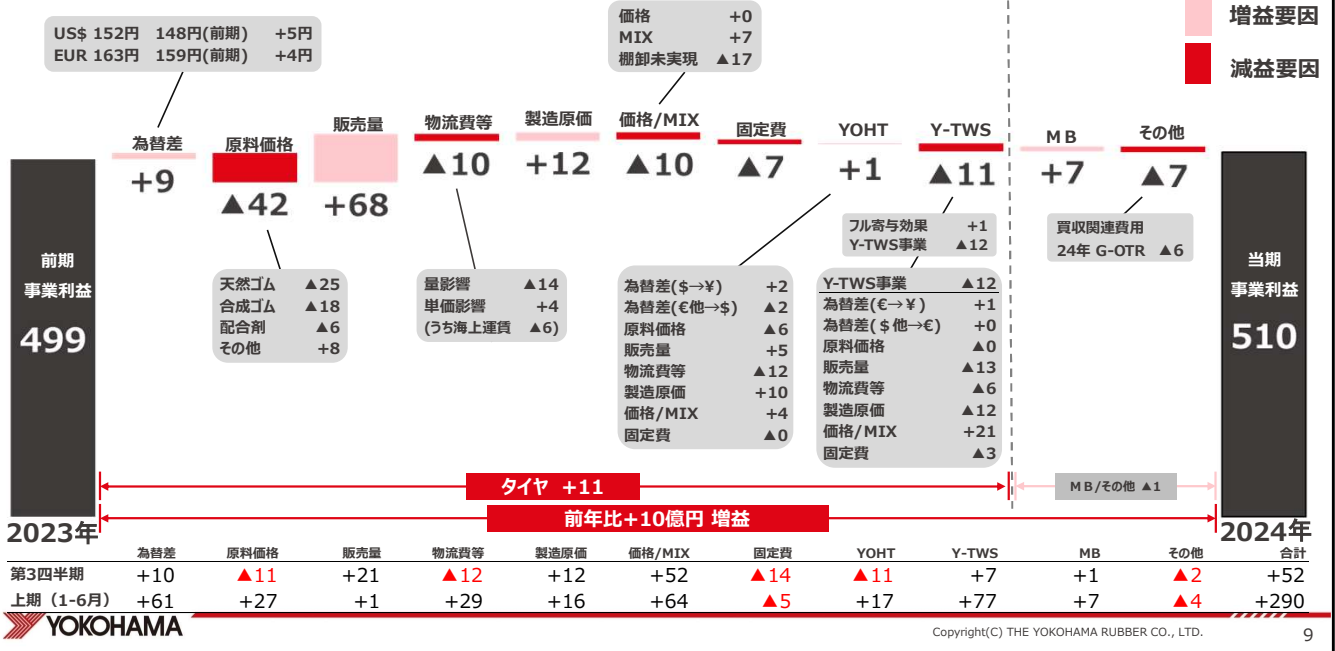 US$ 152円 148円(前期) +5円
EUR 163円 159円(前期) +4円
価格 +0
MIX +7
棚卸未実現 ▲17
増益要因
減益要因
為替差
+9
原料価格
▲42
販売量
+68
物流費等
▲10
製造原価
+12
価格/MIX
▲10
固定費
▲7
YOHT
+1
Y-TWS
▲11
MB
+7
その他
▲7
前期
事業利益
499
天然ゴム ▲25
合成ゴム ▲18
配合剤 ▲6
その他 +8
量影響 ▲14
単価影響 +4
(うち海上運賃 ▲6)
為替差($→¥) +2
為替差(€他→$) ▲2
原料価格 ▲6
販売量 +5
物流費等 ▲12
製造原価 +10
価格/MIX +4
固定費 ▲0
フル寄与効果 +1
Y-TWS事業 ▲12
Y-TWS事業 ▲12
為替差(€→¥) +1
為替差($他→€) +0
原料価格 ▲0
販売量 ▲13
物流費等 ▲6
製造原価 ▲12
価格/MIX +21
固定費 ▲3
買収関連費用
24年 G-OTR ▲6
当期
事業利益
510
タイヤ +11
MB/その他 ▲1
前年比+10億円 増益
2023年
2024年
為替差 原料価格 販売量 物流費等 製造原価 価格/MIX 固定費 YOHT Y-TWS MB その他 合計
第3四半期 +10 ▲11 +21 ▲12 +12 +52 ▲14 ▲11 +7 +1 ▲2 +52
上期(1-6月) +61 +27 +1 +29 +16 +64 ▲5 +17 +77 +7 ▲4 +290
YOKOHAMA
Copyright(C) THE YOKOHAMA RUBBER CO., LTD.
9